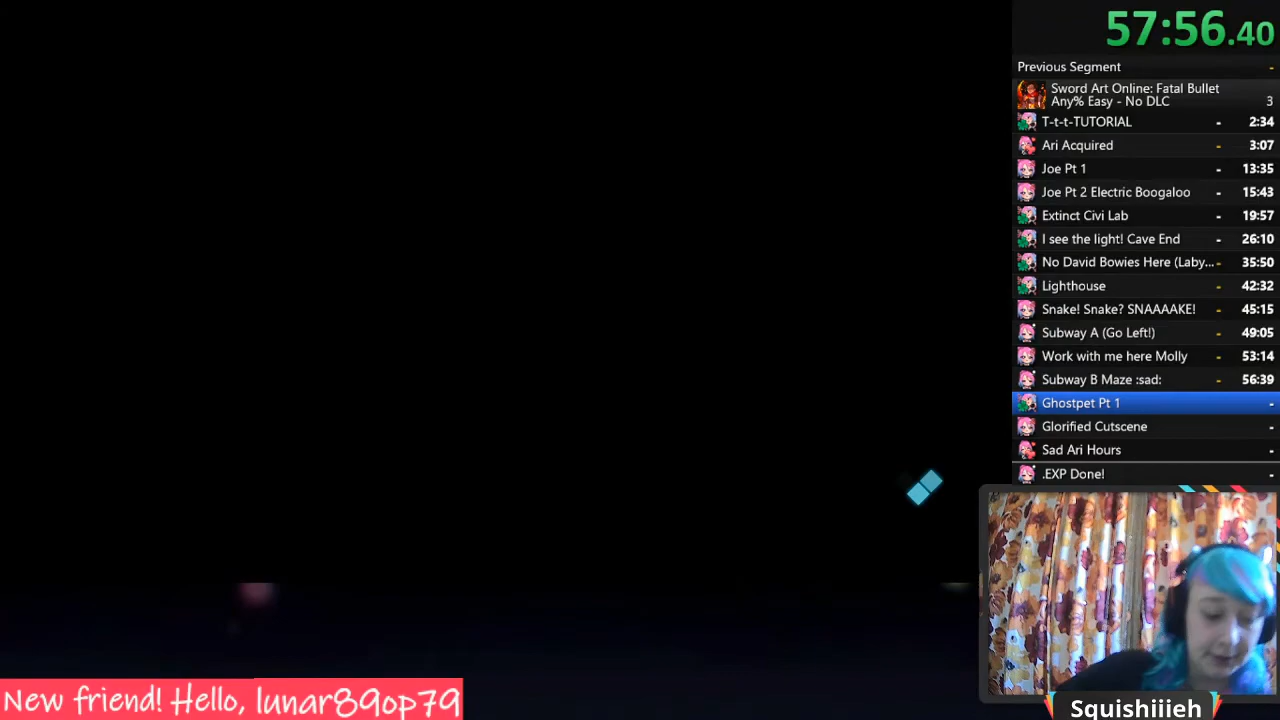 57:56.40
Previous Segment -
Sword Art Online: Fatal Bullet
Any% Easy - No DLC 3
T-t-t-TUTORIAL - 2:34
Ari Acquired - 3:07
Joe Pt 1 - 13:35
Joe Pt 2 Electric Boogaloo - 15:43
Extinct Civi Lab - 19:57
I see the light! Cave End - 26:10
No David Bowies Here (Laby... - 35:50
Lighthouse - 42:32
Snake! Snake? SNAAAAKE! - 45:15
Subway A (Go Left!) - 49:05
Work with me here Molly - 53:14
Subway B Maze :sad: - 56:39
Ghostpet Pt 1 -
Glorified Cutscene -
Sad Ari Hours -
.EXP Done! -
New friend! Hello, lunar89op79
Squishiiieh